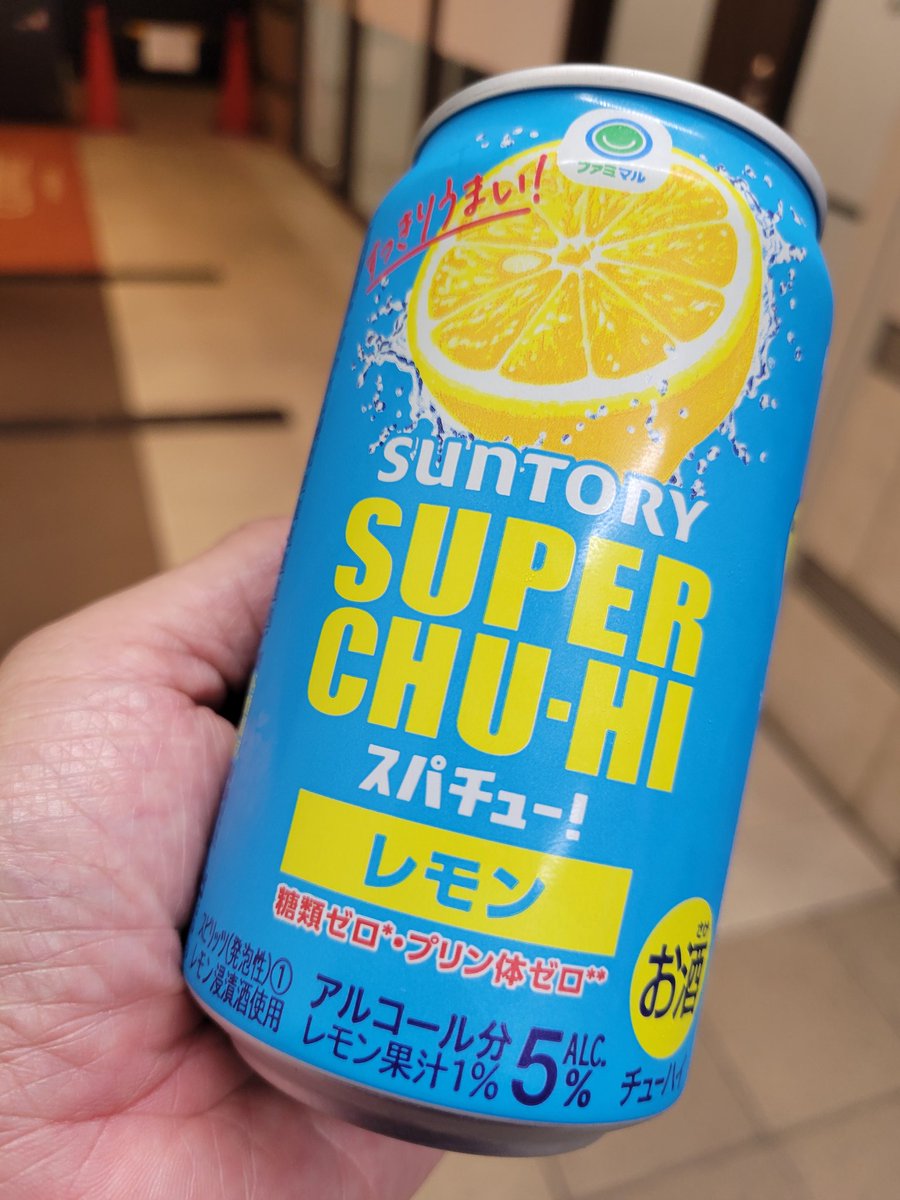 ファミマル
すっきりうまい!
SUNTORY
SUPER
CHU-HI
スパチュー!
レモン
糖類ゼロ*・プリン体ゼロ**
スピリッツ(発泡性)①
レモン浸漬酒使用
アルコール分
レモン果汁1%
5%
ALC.
さけ
お酒
チューハイ